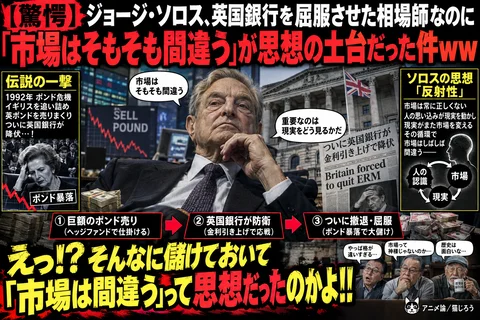 【驚愕】ジョージ・ソロス、英国銀行を屈服させた相場師なのに
「市場はそもそも間違う」が思想の土台だった件ww
伝説の一撃
1992年 ポンド危機
イギリスを追い詰め
英ポンドを売りまくり
ついに英国銀行が
降伏…!
ポンド暴落
市場は
そもそも間違う
SELL
POUND
重要なのは
現実をどう見るかだ
ついに英国銀行が
金利引き上げで降伏
Britain forced
to quit ERM
ソロスの思想
「反射性」
市場は常に正しくない
人の思い込みが現実を動かし
現実がまた市場を変える
その循環で
市場はしばしば
間違う──
人の
認識
市場
現実
① 巨額のポンド売り
(ヘッジファンドで仕掛ける)
② 英国銀行が防衛
(金利引き上げで応戦)
③ ついに撤退・屈服
(ポンド暴落で大儲け)
えっ!?そんなに儲けておいて
「市場は間違う」って思想だったのかよ!!
やっぱ格が
違いすぎる…
市場って
神様じゃないのか…
歴史は
面白いな…
アニメ論/猫じろう